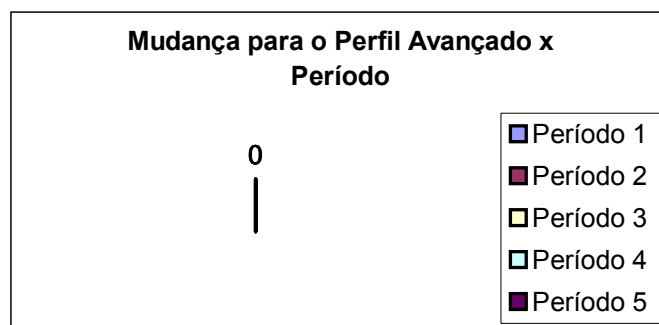 Mudança para o Perfil Avançado x
Período
0
Período 1
Período 2
Período 3
Período 4
Período 5